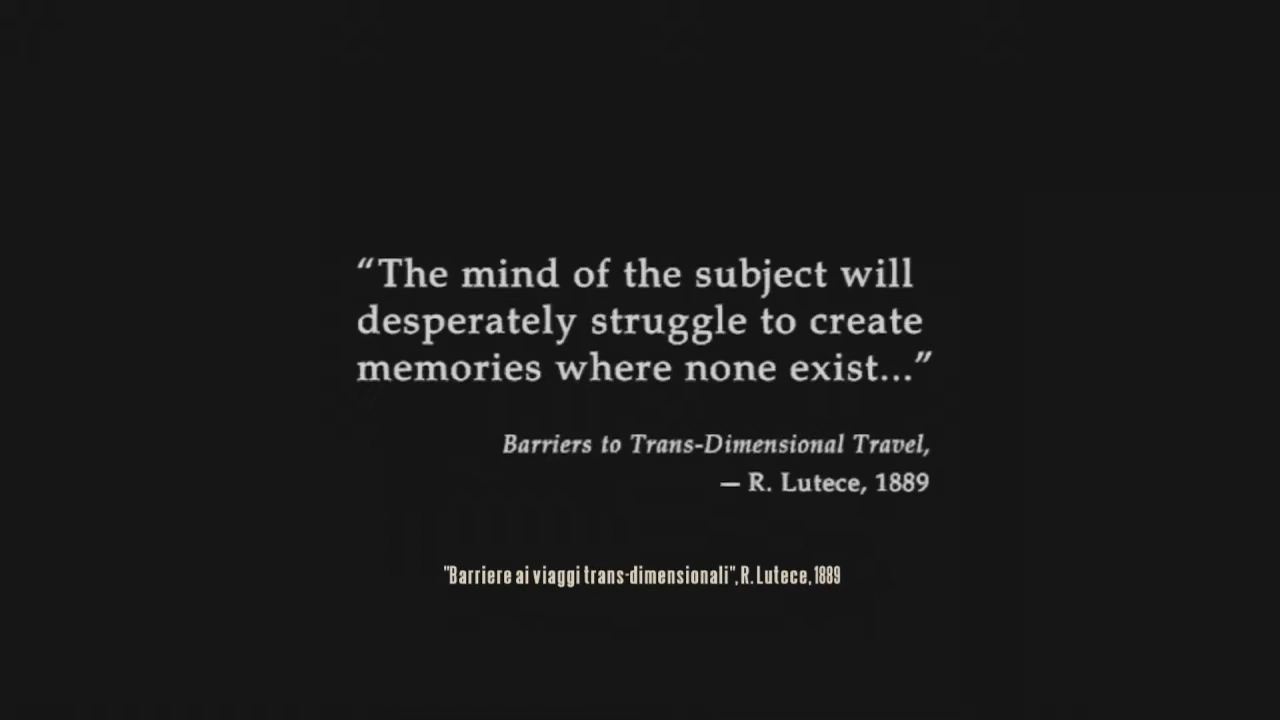 “The mind of the subject will
desperately struggle to create
memories where none exist...”
Barriers to Trans-Dimensional Travel,
— R. Lutece, 1889
"Barriere ai viaggi trans-dimensionali", R. Lutece, 1889